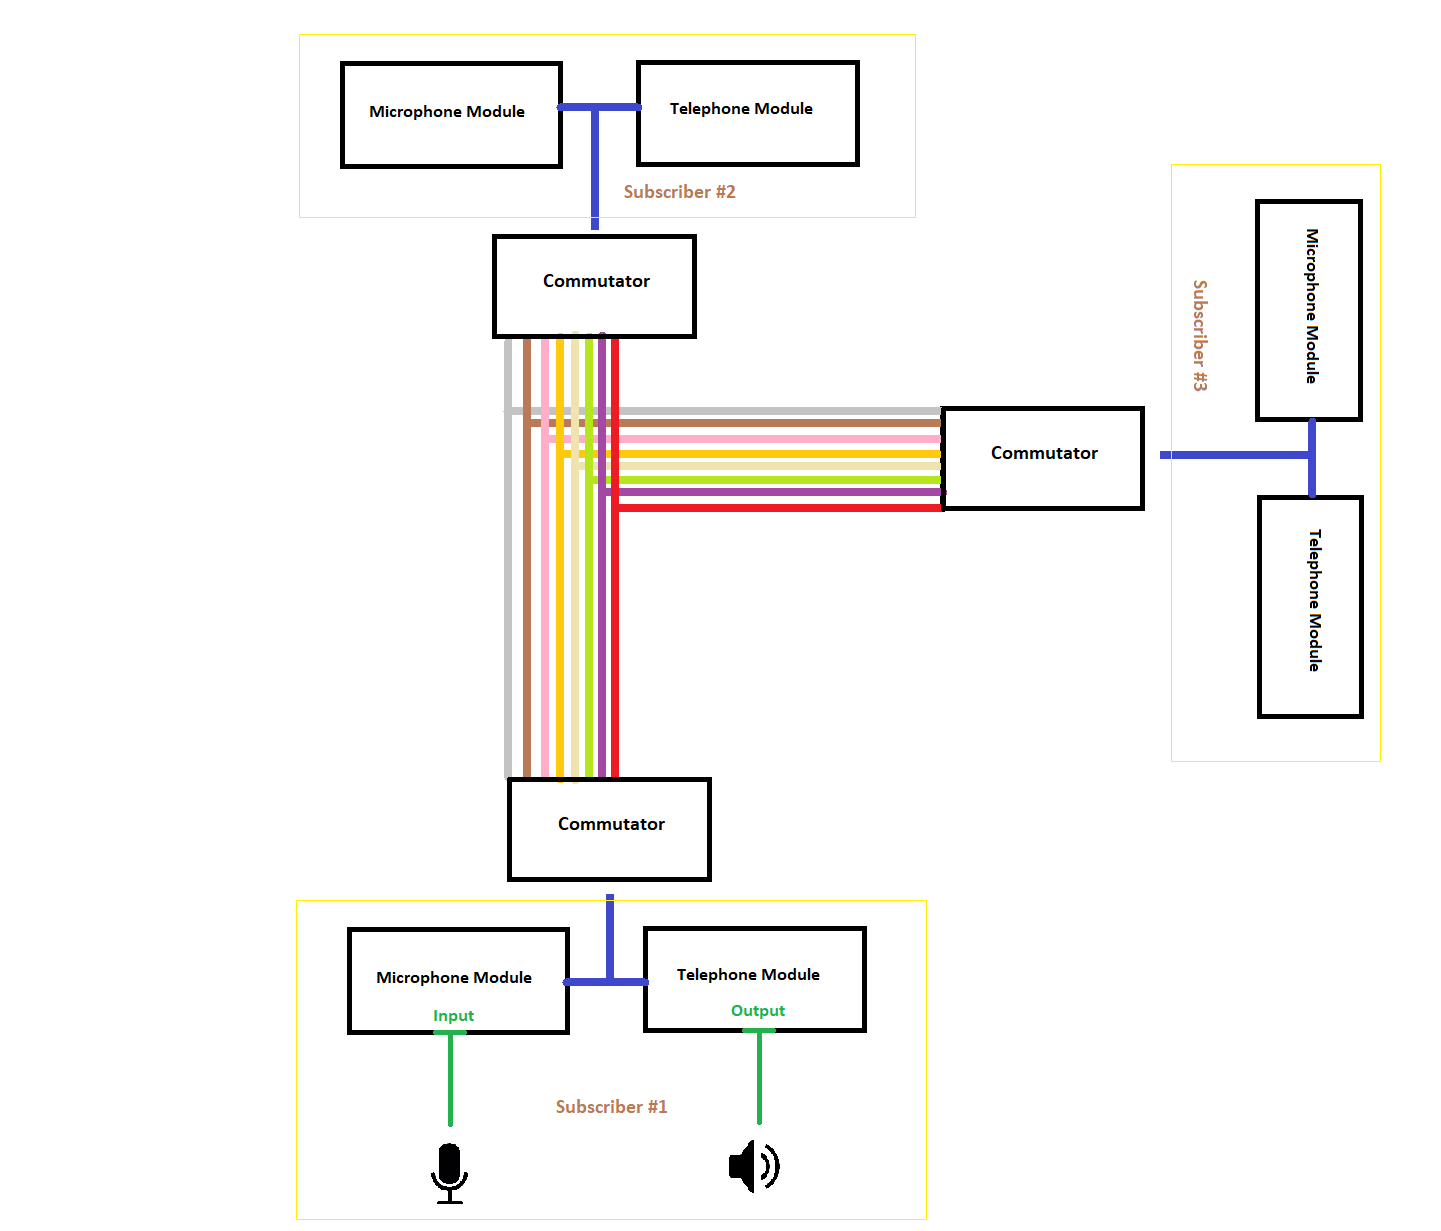 Microphone Module
Telephone Module
Subscriber #2
Commutator
Microphone Module
Subscriber #3
Commutator
Telephone Module
Commutator
Microphone Module
Telephone Module
Input
Output
Subscriber #1